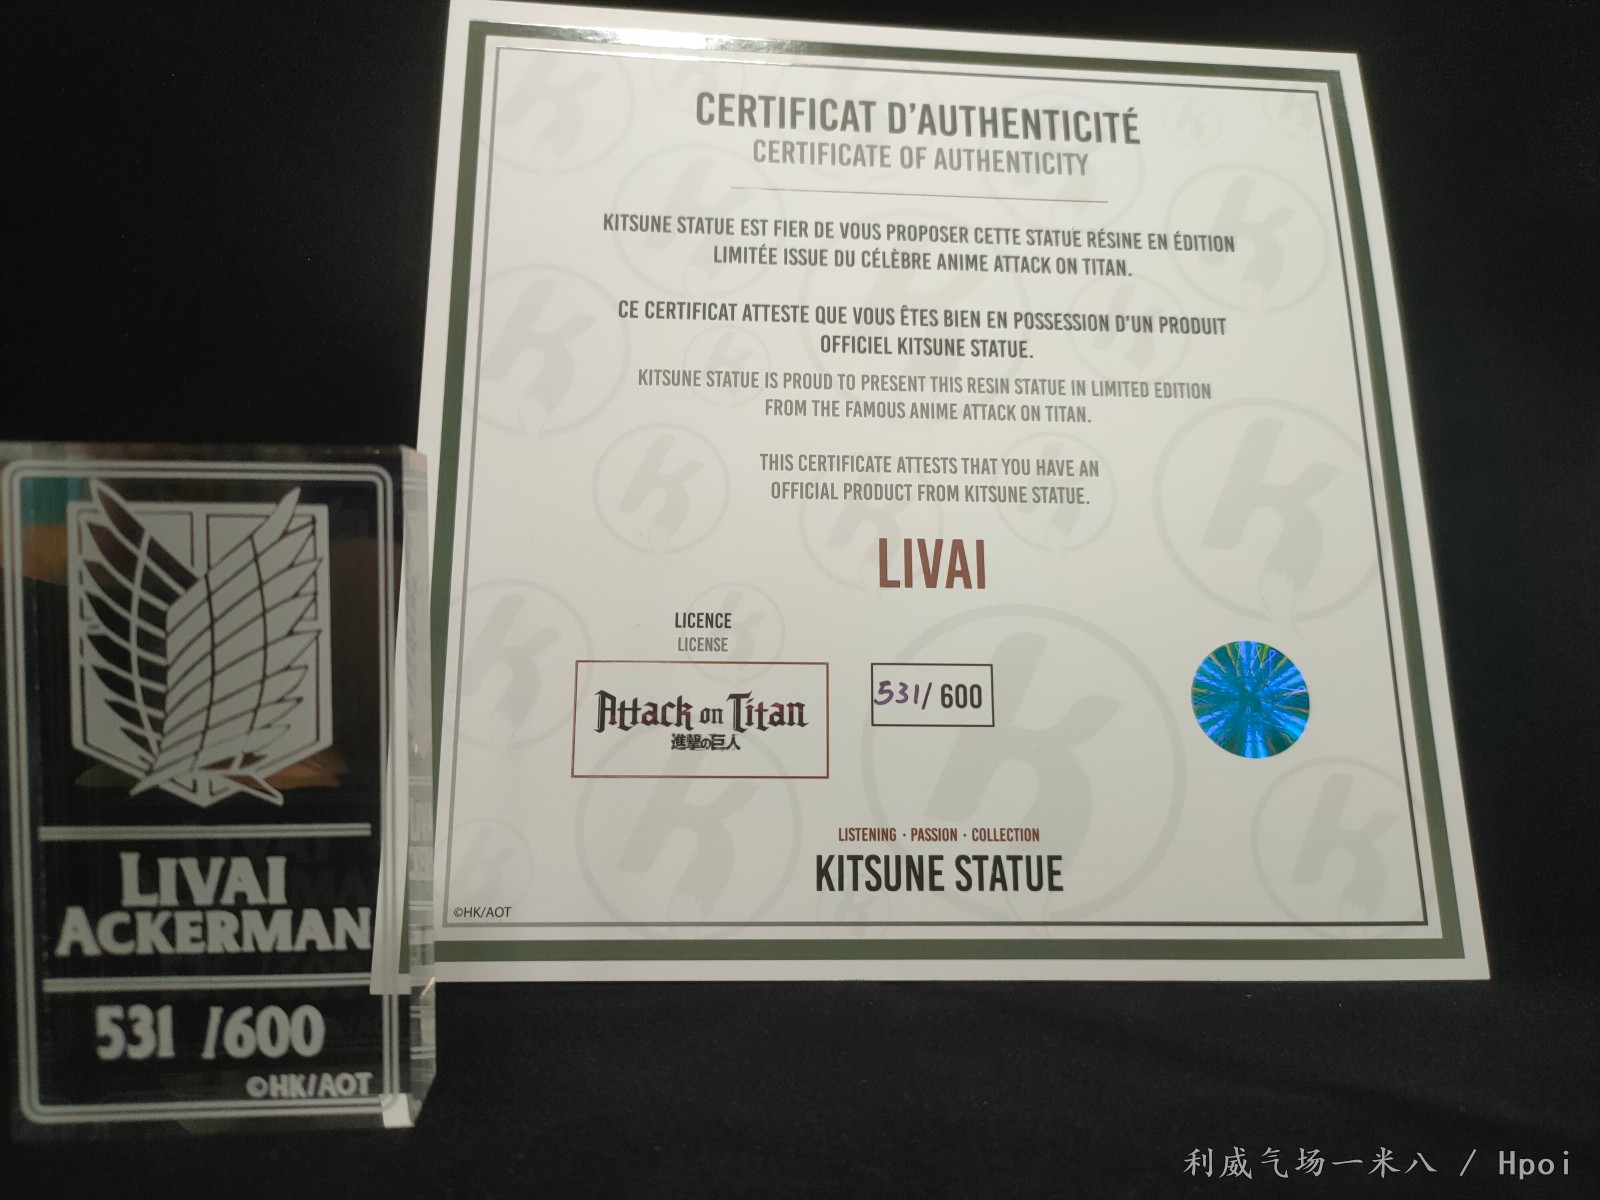 CERTIFICAT D'AUTHENTICITÉ
CERTIFICATE OF AUTHENTICITY
KITSUNE STATUE EST FIER DE VOUS PROPOSER CETTE STATUE RÉSINE EN ÉDITION
LIMITÉE ISSUE DU CÉLÈBRE ANIME ATTACK ON TITAN.
CE CERTIFICAT ATTESTE QUE VOUS ÊTES BIEN EN POSSESSION D'UN PRODUIT
OFFICIEL KITSUNE STATUE.
KITSUNE STATUE IS PROUD TO PRESENT THIS RESIN STATUE IN LIMITED EDITION
FROM THE FAMOUS ANIME ATTACK ON TITAN.
THIS CERTIFICATE ATTESTS THAT YOU HAVE AN
OFFICIAL PRODUCT FROM KITSUNE STATUE.
LIVAI
LICENCE
LICENSE
Attack on Titan
進撃の巨人
531/ 600
LISTENING · PASSION · COLLECTION
KITSUNE STATUE
©HK/AOT
LIVAI
ACKERMAN
531 /600
©HK/AOT
利威气场一米八 / Hpoi